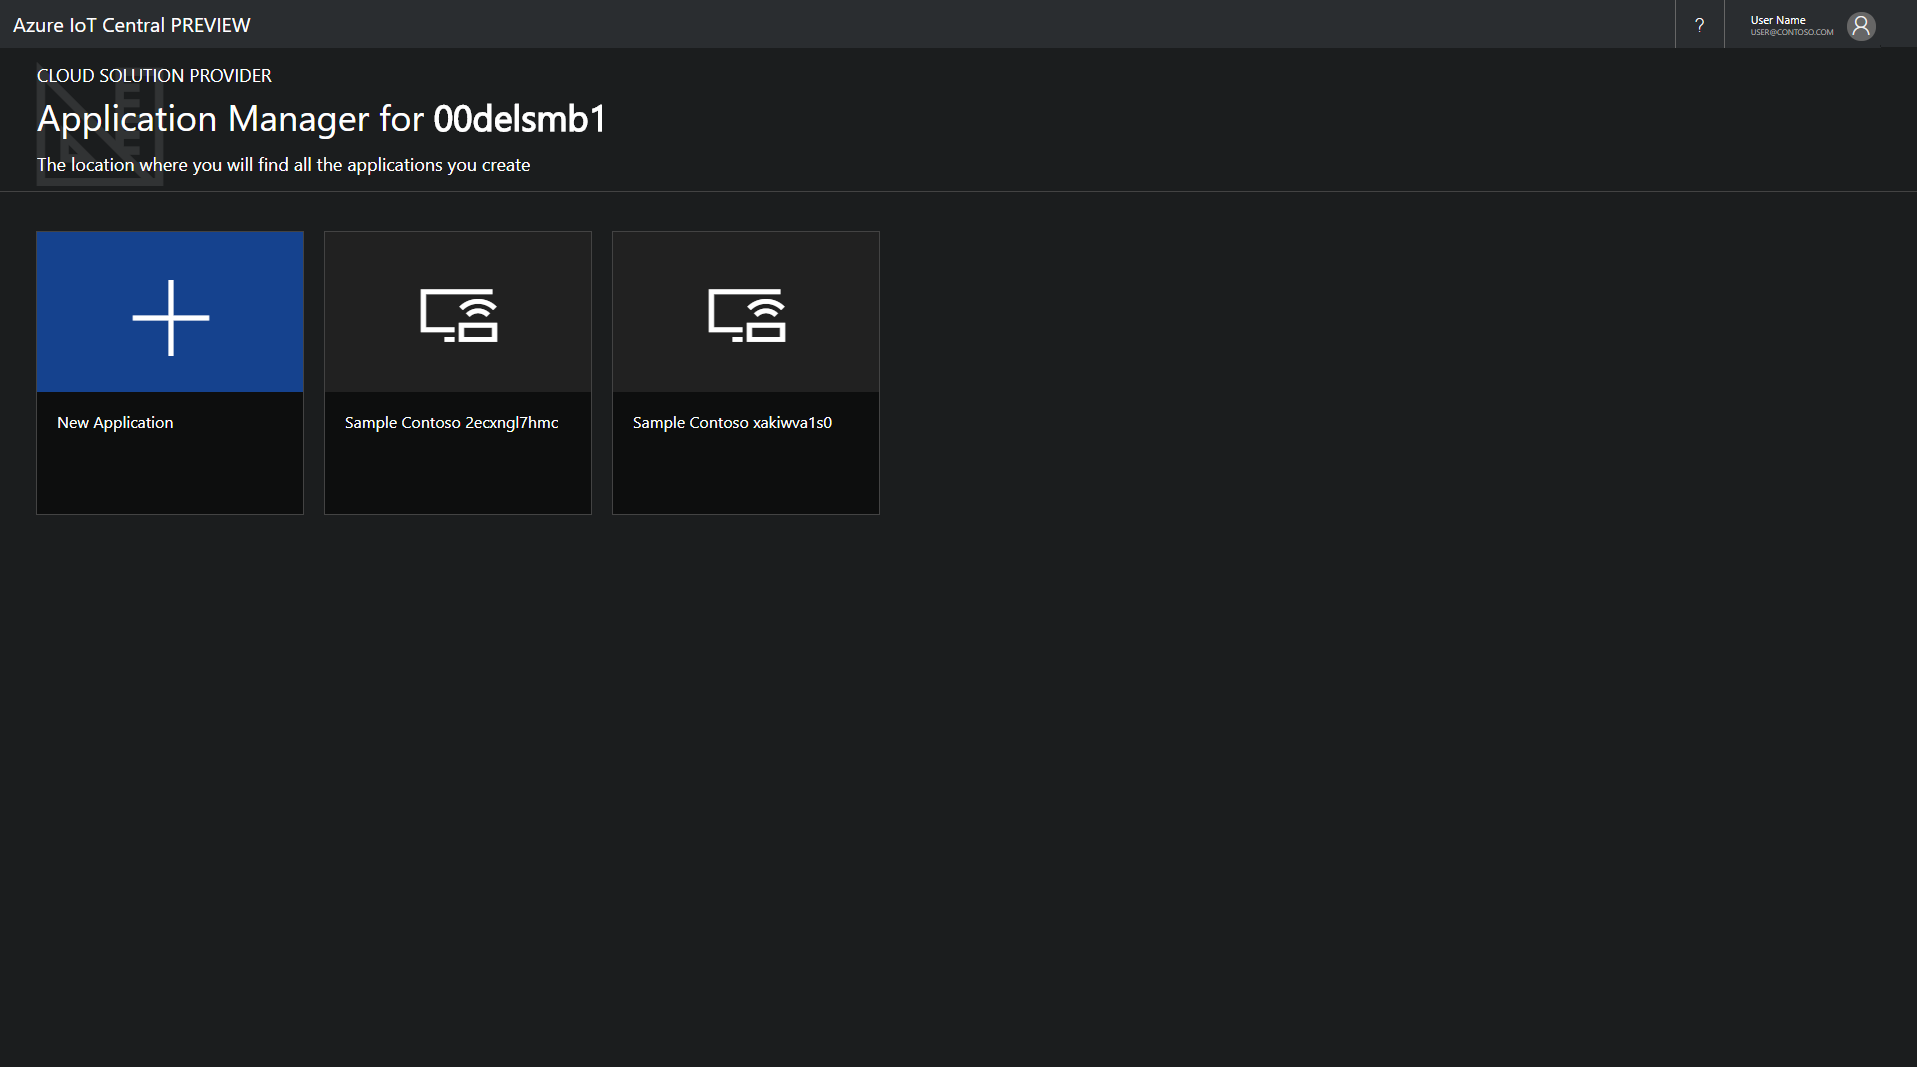 Azure IoT Central PREVIEW
?
User Name
USER@CONTOSO.COM
CLOUD SOLUTION PROVIDER
Application Manager for 00delsmb1
The location where you will find all the applications you create
New Application
Sample Contoso 2ecxngl7hmc
Sample Contoso xakiwva1s0